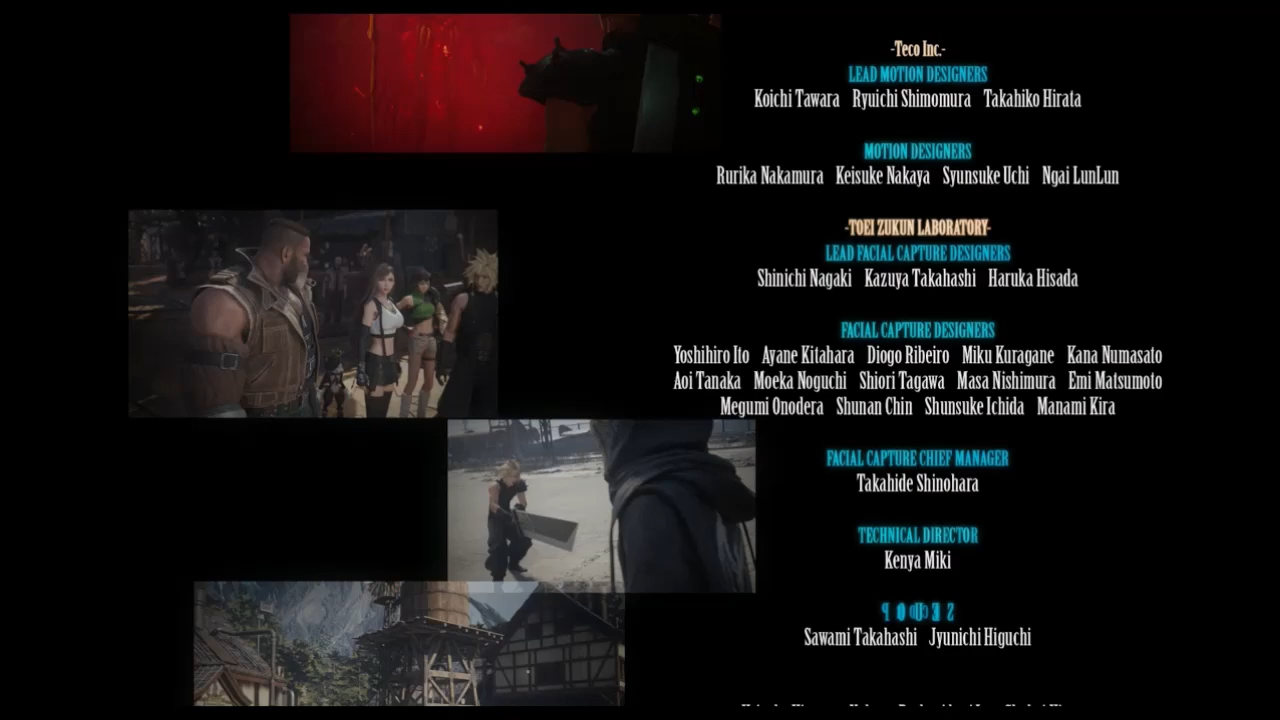 -Teco Inc.-
LEAD MOTION DESIGNERS
Koichi Tawara Ryuichi Shimomura Takahiko Hirata
MOTION DESIGNERS
Rurika Nakamura Keisuke Nakaya Syunsuke Uchi Ngai LunLun
-TOEI ZUKUN LABORATORY-
LEAD FACIAL CAPTURE DESIGNERS
Shinichi Nagaki Kazuya Takahashi Haruka Hisada
FACIAL CAPTURE DESIGNERS
Yoshihiro Ito Ayane Kitahara Diogo Ribeiro Miku Kuragane Kana Numasato
Aoi Tanaka Moeka Noguchi Shiori Tagawa Masa Nishimura Emi Matsumoto
Megumi Onodera Shunan Chin Shunsuke Ichida Manami Kira
FACIAL CAPTURE CHIEF MANAGER
Takahide Shinohara
TECHNICAL DIRECTOR
Kenya Miki
Sawami Takahashi Jyunichi Higuchi